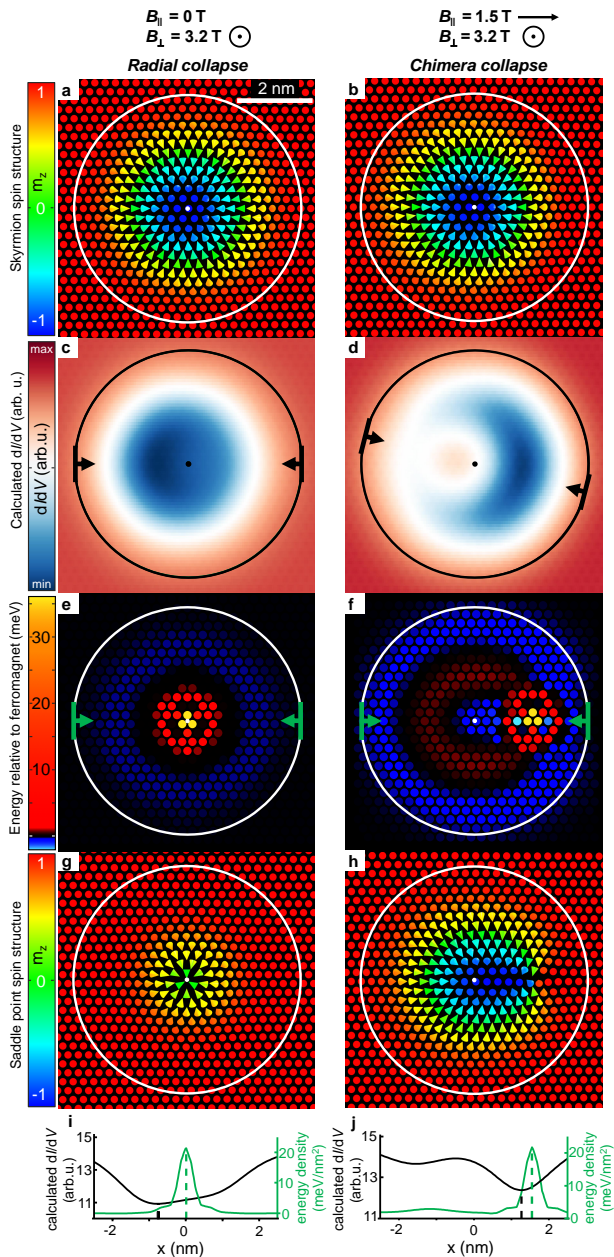 B∥ = 0 T
B⊥ = 3.2 T
Radial collapse
B∥ = 1.5 T
B⊥ = 3.2 T
Chimera collapse
Skyrmion spin structure
1
m_z
0
-1
a
2 nm
b
Calculated dI/dV (arb. u.)
max
dI/dV (arb.u.)
min
c
d
Energy relative to ferromagnet (meV)
30
20
10
0
e
f
Saddle point spin structure
1
m_z
0
-1
g
h
i
calculated dI/dV
(arb.u.)
15
13
11
20
10
0
energy density
(meV/nm²)
-2
0
2
x (nm)
j
calculated dI/dV
(arb.u.)
15
13
11
20
10
0
energy density
(meV/nm²)
-2
0
2
x (nm)